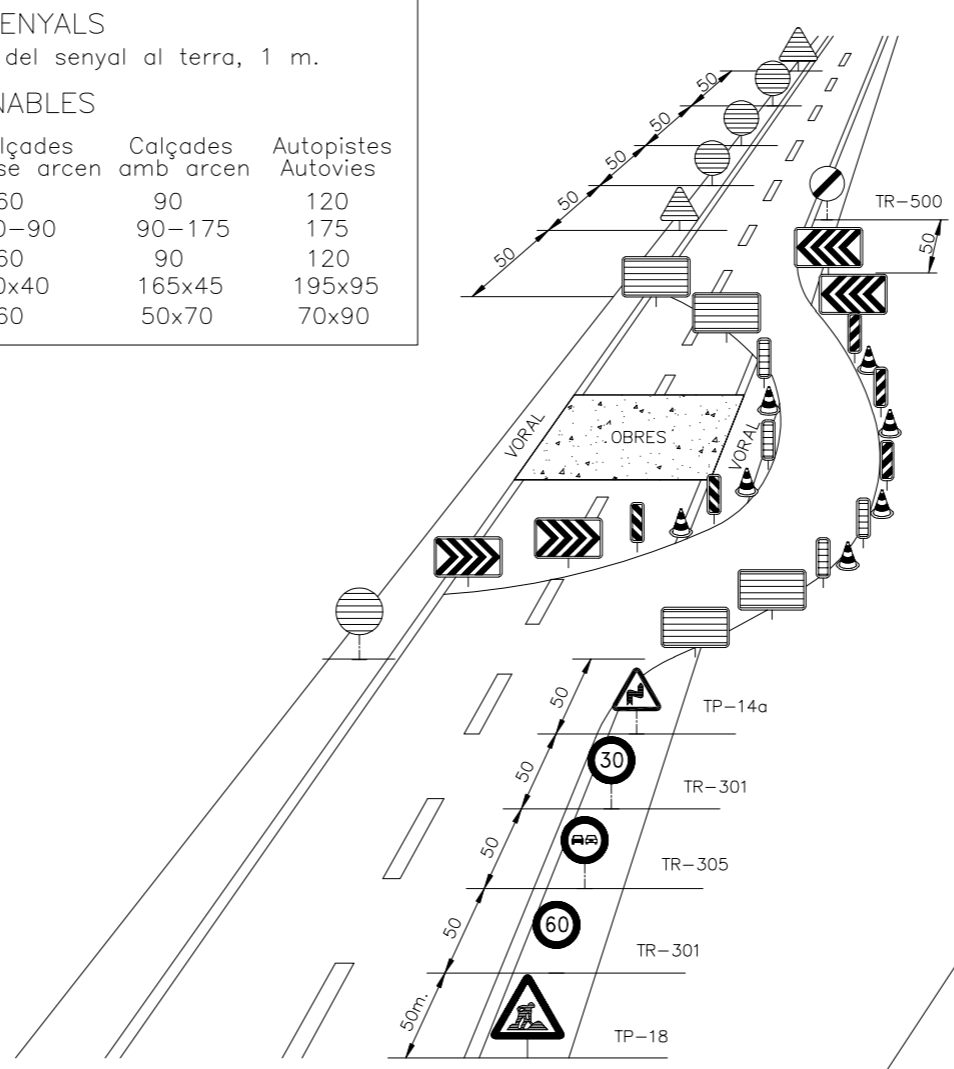 ENYALS
del senyal al terra, 1 m.
NABLES
lçades Calçades Autopistes
se arcen amb arcen Autovies
60 90 120
0-90 90-175 175
60 90 120
0x40 165x45 195x95
60 50x70 70x90
50
50
50
50
50
TR-500
50
VORAL
OBRES
VORAL
50
TP-14a
50
30
TR-301
50
TR-305
50
60
TR-301
50m.
TP-18